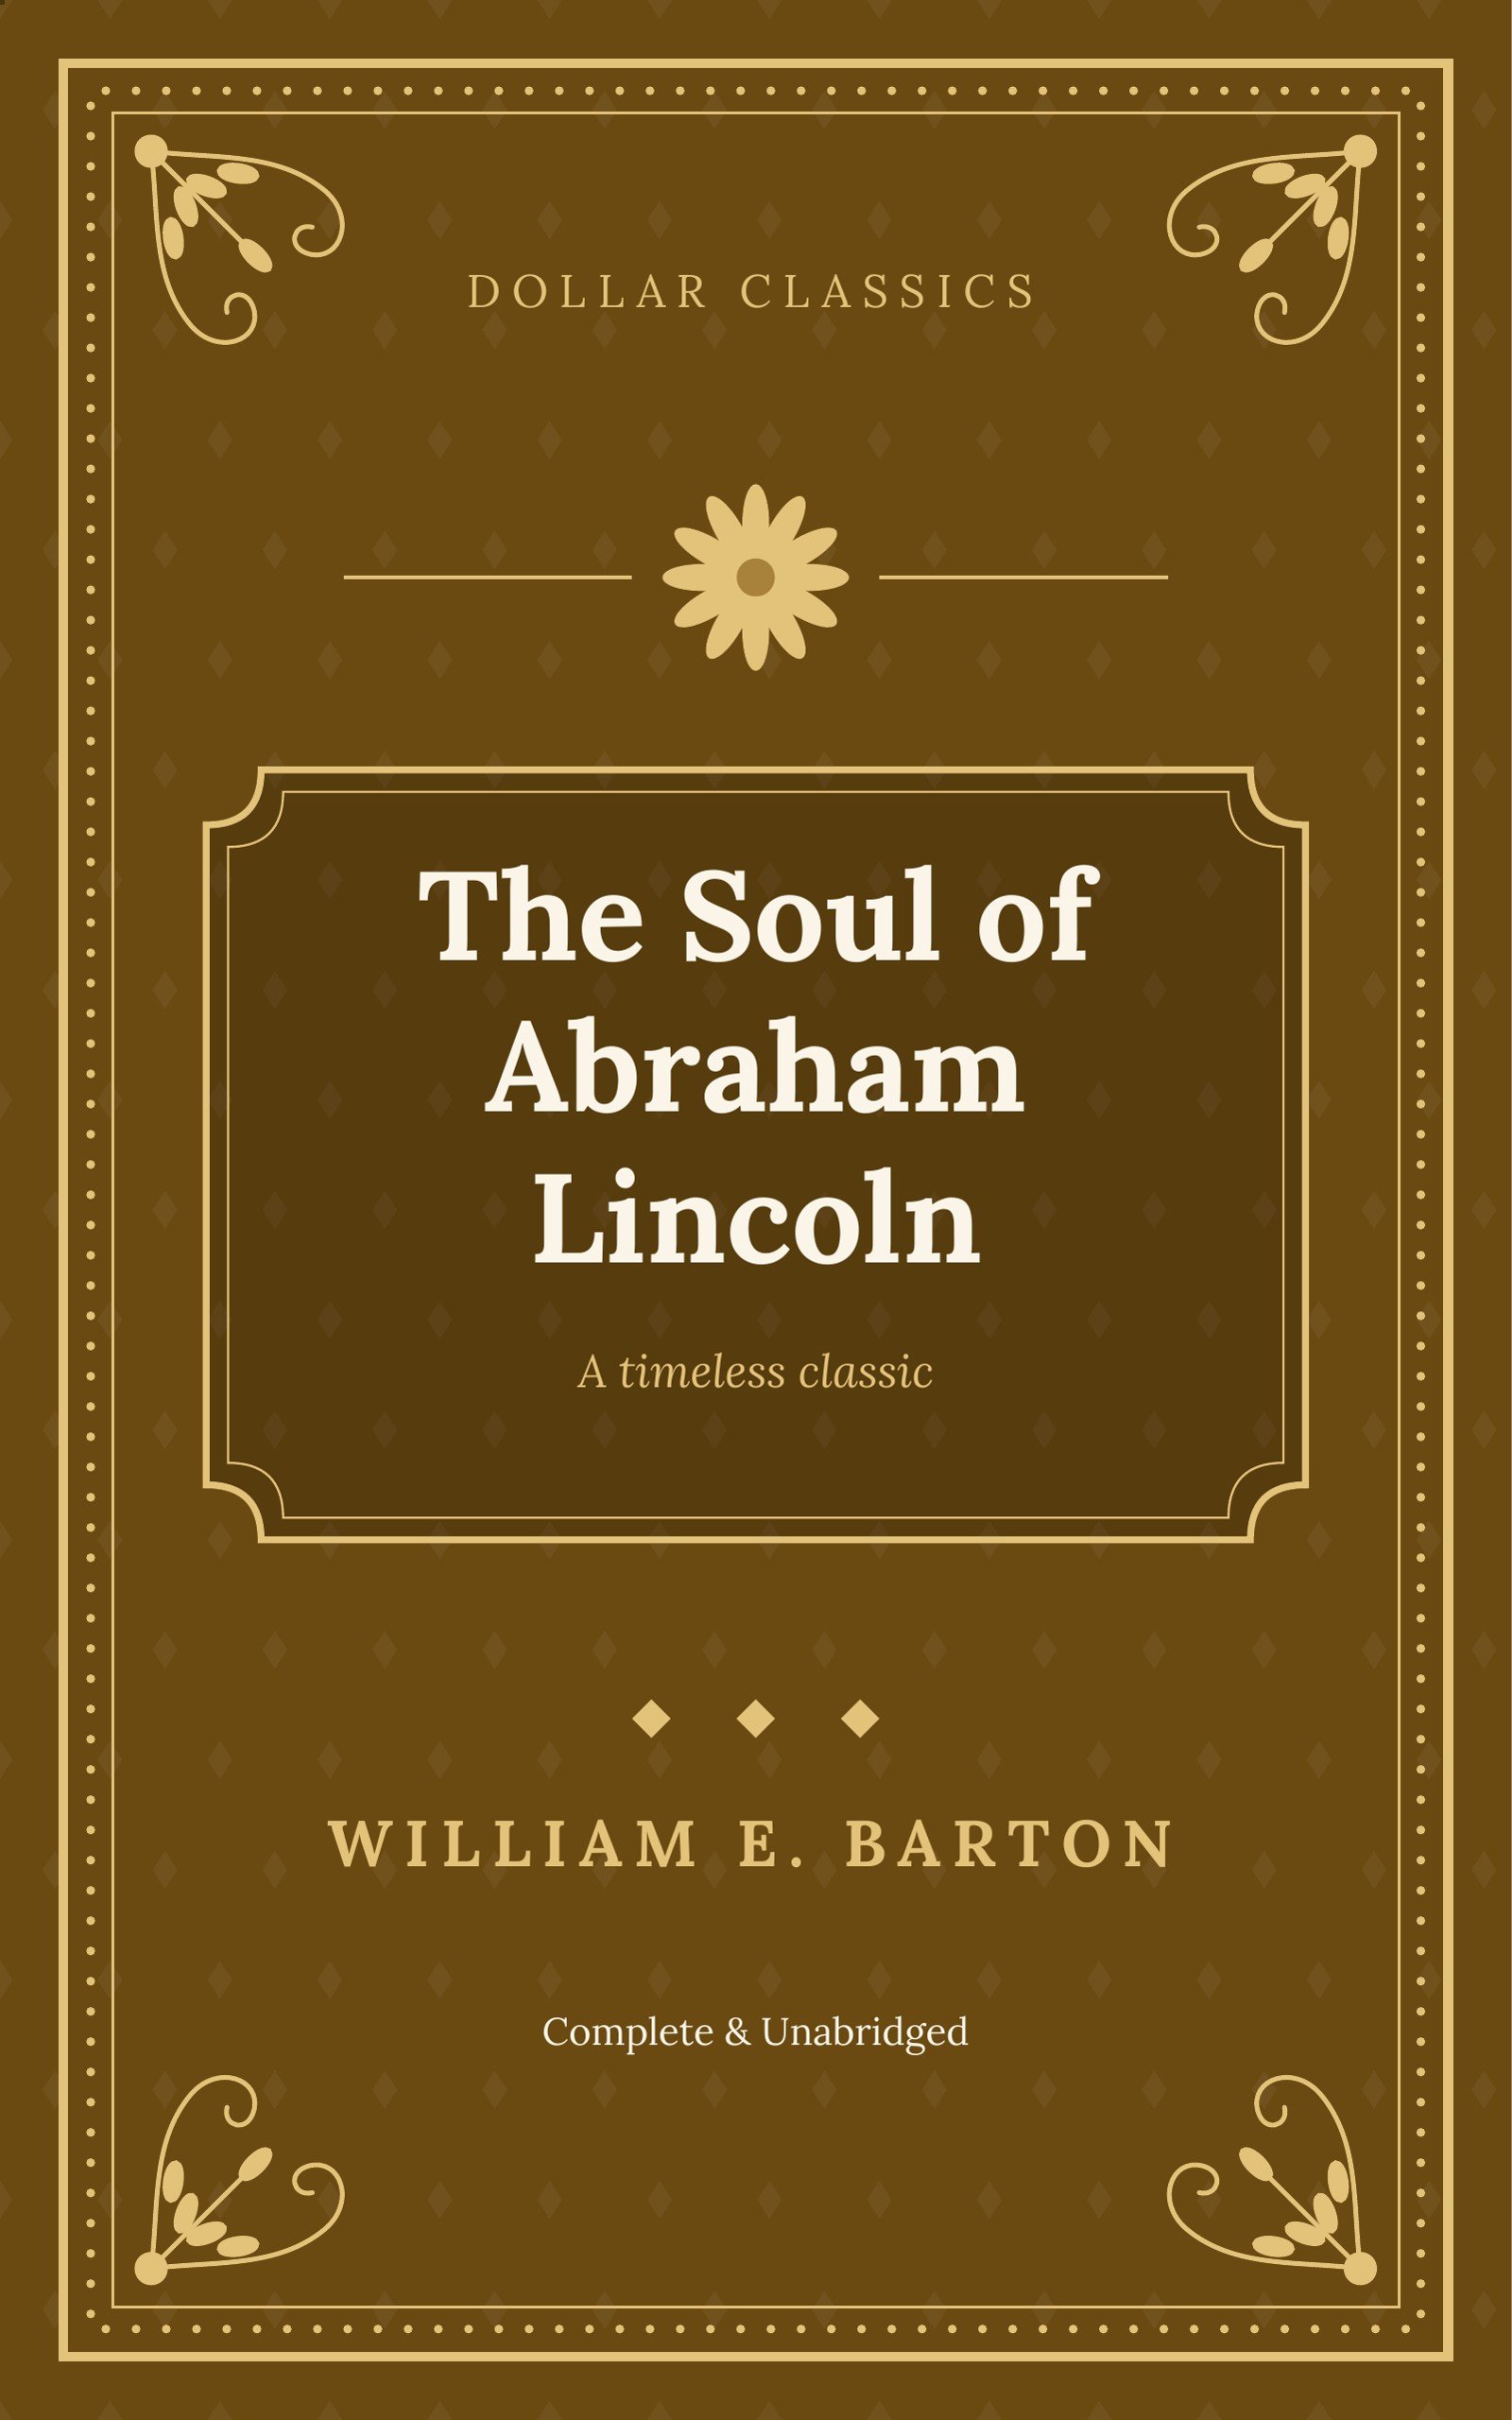 DOLLAR CLASSICS
The Soul of
Abraham
Lincoln
A timeless classic
WILLIAM E. BARTON
Complete & Unabridged